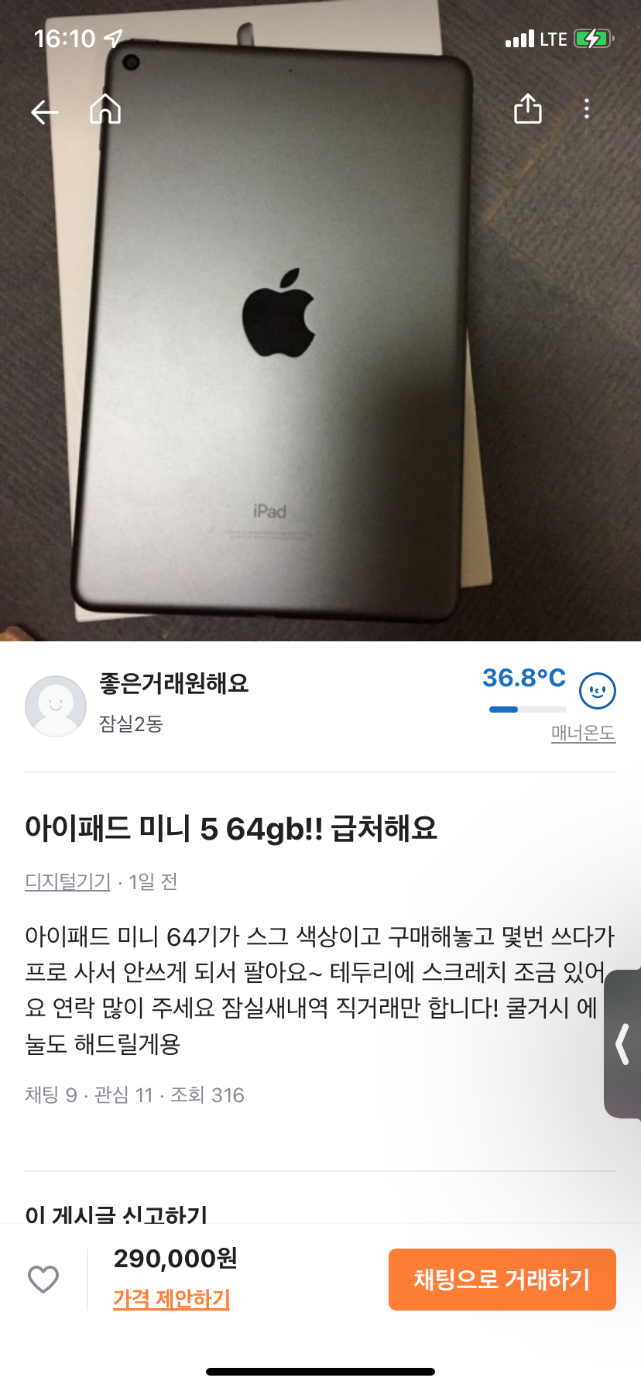 16:10
LTE
iPad
좋은거래원해요
36.8°C
잠실2동
매너온도
아이패드 미니 5 64gb!! 급처해요
디지털기기 · 1일 전
아이패드 미니 64기가 스그 색상이고 구매해놓고 몇번 쓰다가
프로 사서 안쓰게 되서 팔아요~ 테두리에 스크레치 조금 있어
요 연락 많이 주세요 잠실새내역 직거래만 합니다! 쿨거시 에
눌도 해드릴게용
채팅 9 · 관심 11 · 조회 316
이 게시글 신고하기
290,000원
가격 제안하기
채팅으로 거래하기